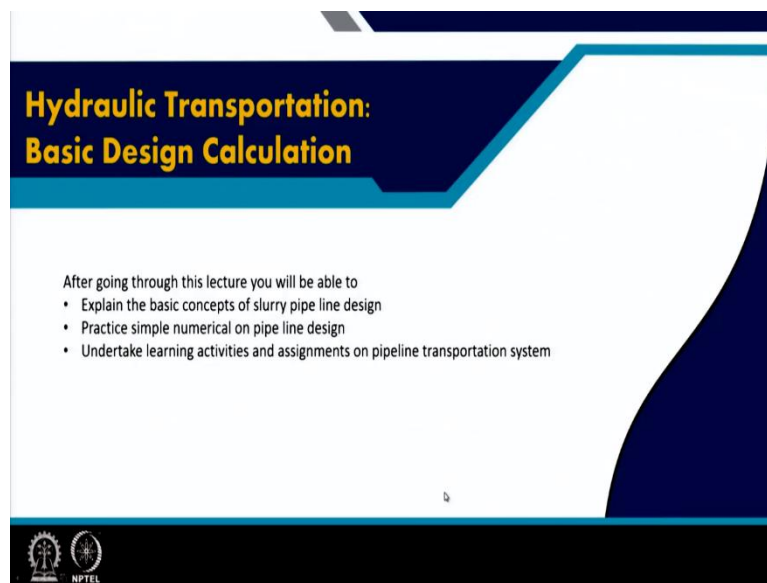 Hydraulic Transportation:
Basic Design Calculation
After going through this lecture you will be able to
• Explain the basic concepts of slurry pipe line design
• Practice simple numerical on pipe line design
• Undertake learning activities and assignments on pipeline transportation system
NPTEL